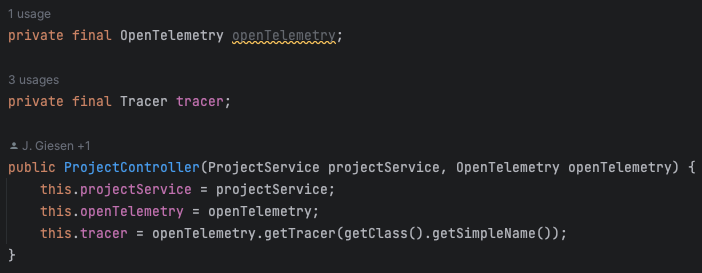 1 usage
private final OpenTelemetry openTelemetry;
3 usages
private final Tracer tracer;
J. Giesen +1
public ProjectController(ProjectService projectService, OpenTelemetry openTelemetry) {
this.projectService = projectService;
this.openTelemetry = openTelemetry;
this.tracer = openTelemetry.getTracer(getClass().getSimpleName());
}